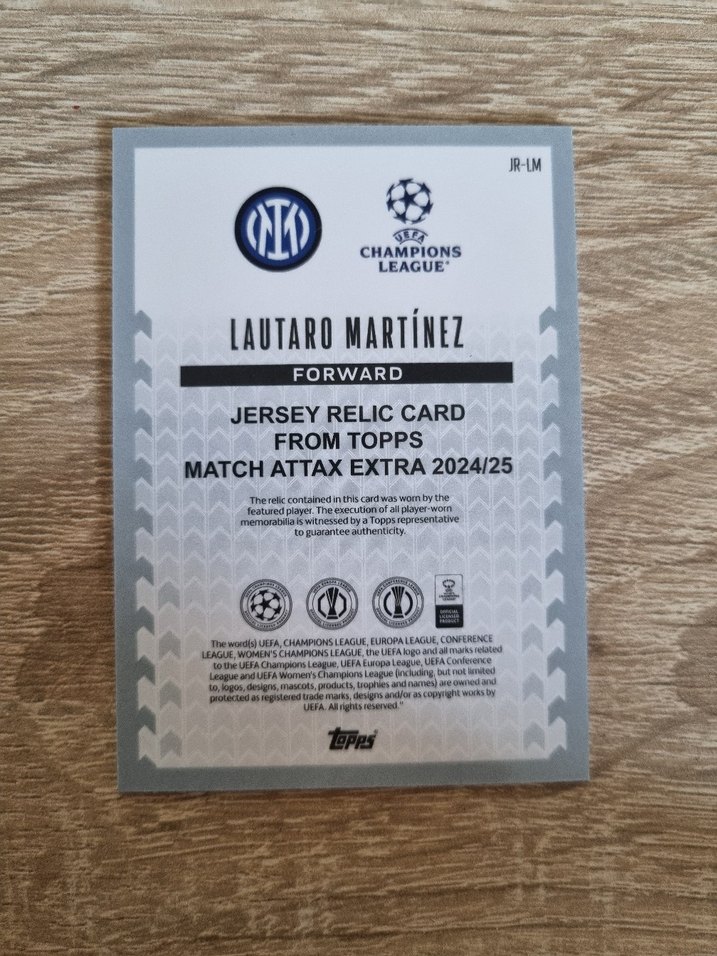 JR-LM
UEFA
CHAMPIONS
LEAGUE®
LAUTARO MARTÍNEZ
FORWARD
JERSEY RELIC CARD
FROM TOPPS
MATCH ATTAX EXTRA 2024/25
The relic contained in this card was worn by the
featured player. The execution of all player-worn
memorabilia is witnessed by a Topps representative
to guarantee authenticity.
OFFICIAL
LICENSED
PRODUCT
The word(s) UEFA, CHAMPIONS LEAGUE, EUROPA LEAGUE, CONFERENCE
LEAGUE, WOMEN'S CHAMPIONS LEAGUE, the UEFA logo and all marks related
to the UEFA Champions League, UEFA Europa League, UEFA Conference
League and UEFA Women's Champions League (including, but not limited
to, logos, designs, mascots, products, trophies and names) are owned and
protected as registered trade marks, designs and/or as copyright works by
UEFA. All rights reserved."
topps®